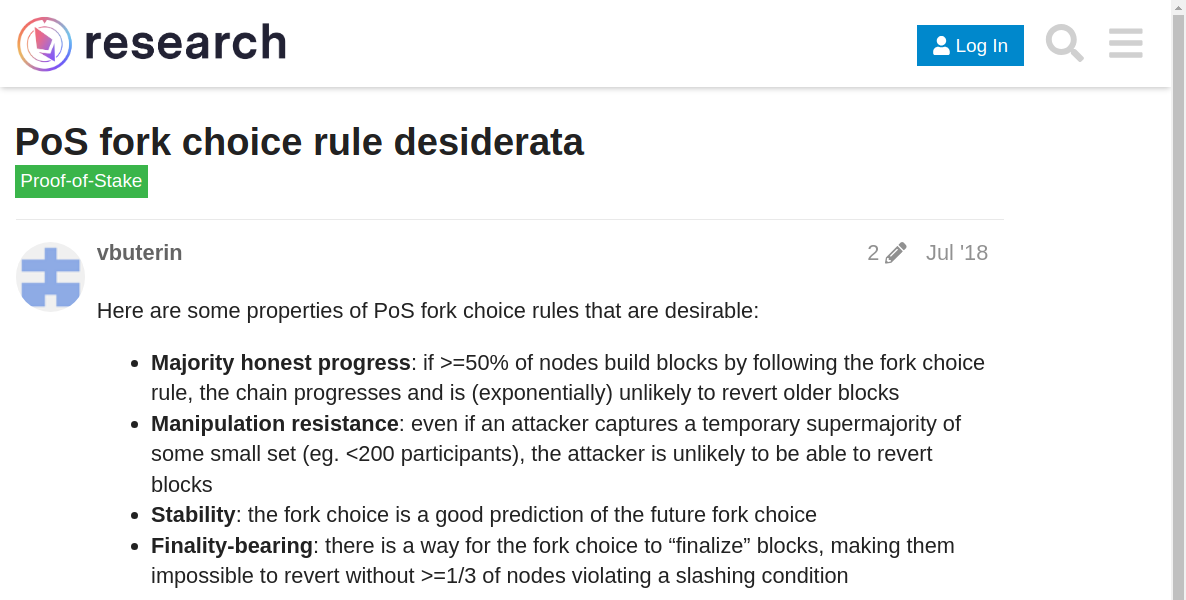 research
Log In
PoS fork choice rule desiderata
Proof-of-Stake
vbuterin
2 Jul '18
Here are some properties of PoS fork choice rules that are desirable:
• Majority honest progress: if >=50% of nodes build blocks by following the fork choice
rule, the chain progresses and is (exponentially) unlikely to revert older blocks
• Manipulation resistance: even if an attacker captures a temporary supermajority of
some small set (eg. <200 participants), the attacker is unlikely to be able to revert
blocks
• Stability: the fork choice is a good prediction of the future fork choice
• Finality-bearing: there is a way for the fork choice to “finalize” blocks, making them
impossible to revert without >=1/3 of nodes violating a slashing condition